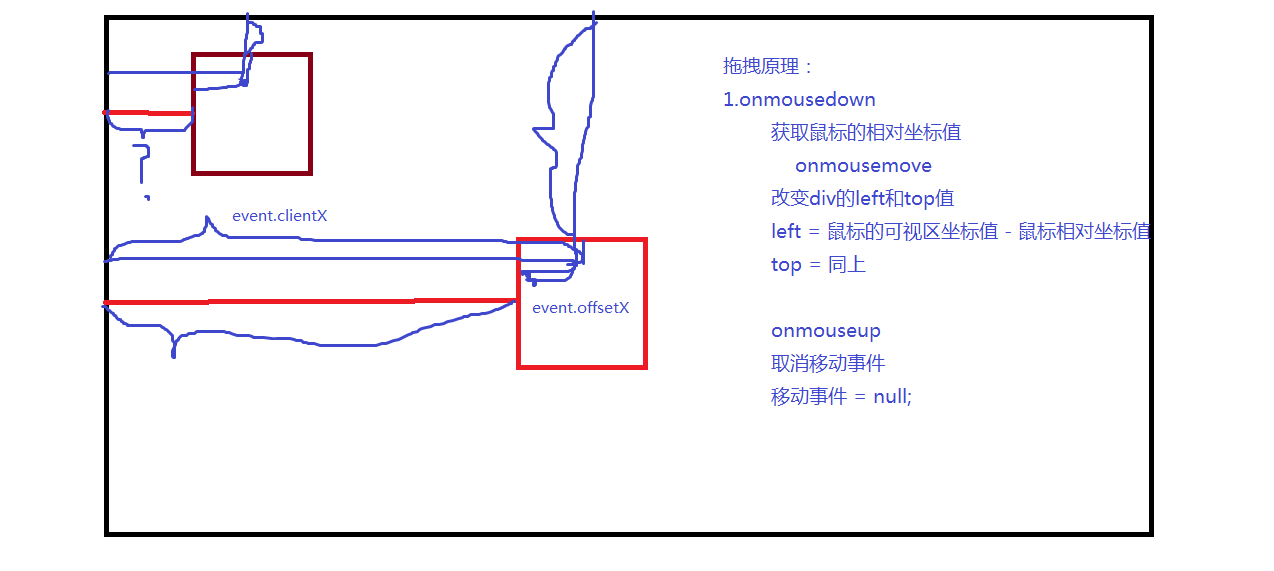 拖拽原理：
1.onmousedown
获取鼠标的相对坐标值
onmousemove
改变div的left和top值
left = 鼠标的可视区坐标值 - 鼠标相对坐标值
top = 同上
onmouseup
取消移动事件
移动事件 = null;
event.clientX
event.offsetX